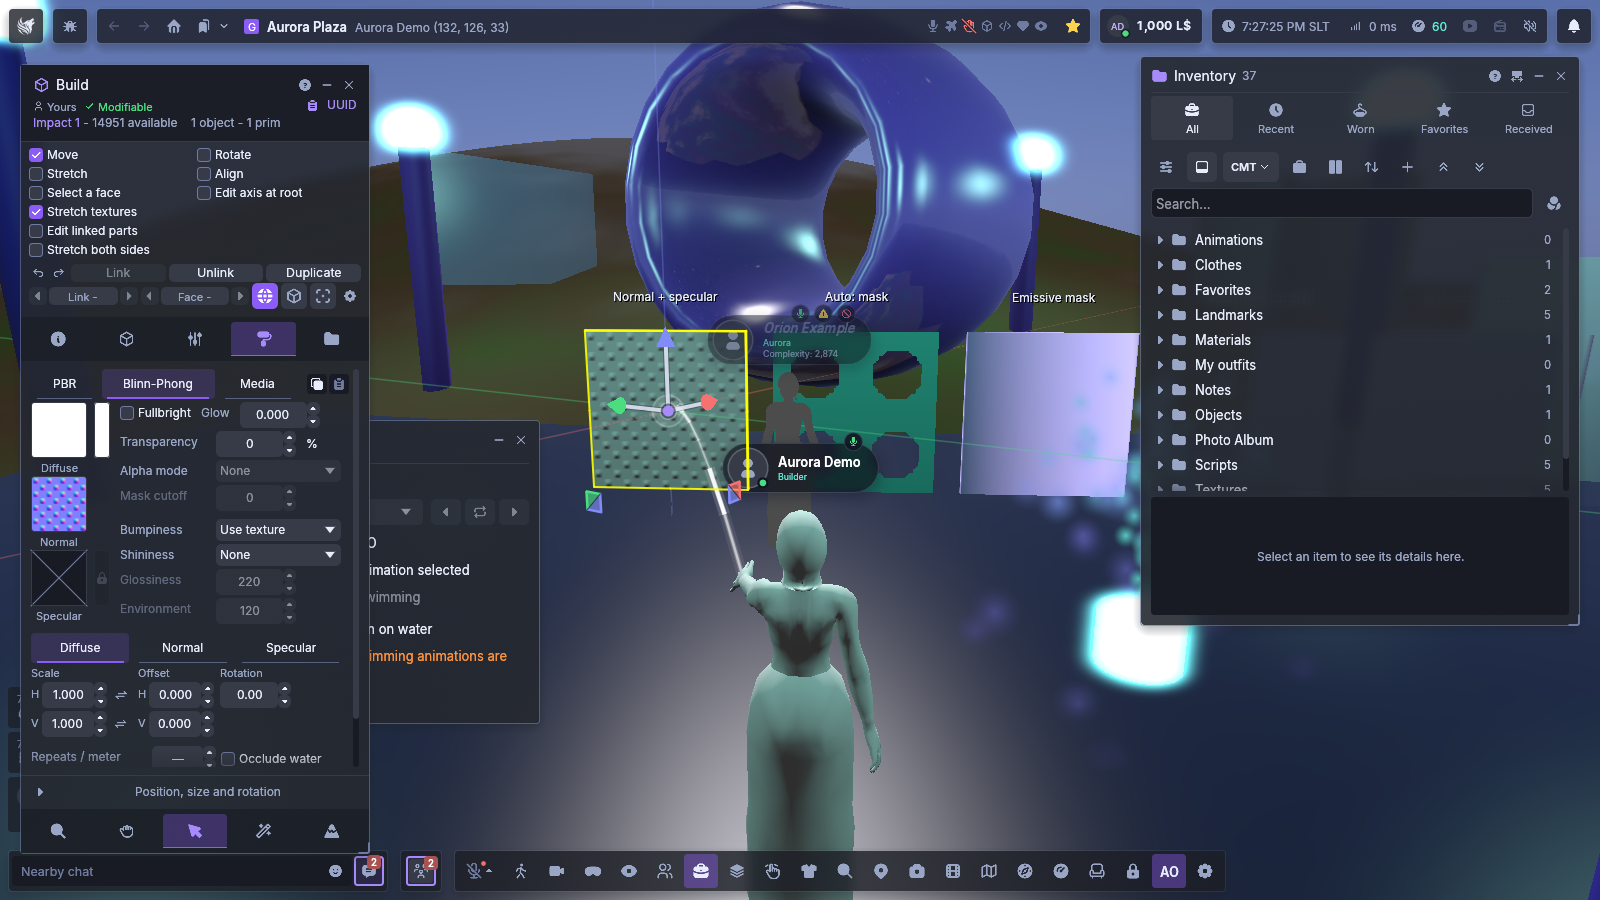 Aurora Plaza Aurora Demo (132, 126, 33)
AD 1,000 L$
7:27:25 PM SLT 0 ms 60
Build
Yours Modifiable
UUID
Impact 1 - 14951 available 1 object - 1 prim
Move Rotate
Stretch Align
Select a face Edit axis at root
Stretch textures
Edit linked parts
Stretch both sides
Link Unlink Duplicate
Link - Face -
PBR Blinn-Phong Media
Fullbright Glow 0.000
Transparency 0 %
Diffuse
Alpha mode None
Mask cutoff 0
Bumpiness Use texture
Normal
Shininess None
Glossiness 220
Environment 120
Specular
Diffuse Normal Specular
Scale Offset Rotation
H 1.000 H 0.000 0.00
V 1.000 V 0.000
Repeats / meter — Occlude water
Position, size and rotation
Nearby chat
2
2
AO
Normal + specular
Auto: mask
Emissive mask
Orion Example
Aurora
Complexity: 2,874
Aurora Demo
Builder
O
imation selected
wimming
n on water
imming animations are
Inventory 37
All Recent Worn Favorites Received
CMT
Search...
Animations 0
Clothes 1
Favorites 2
Landmarks 5
Materials 1
My outfits 0
Notes 1
Objects 1
Photo Album 0
Scripts 5
Textures 5
Select an item to see its details here.